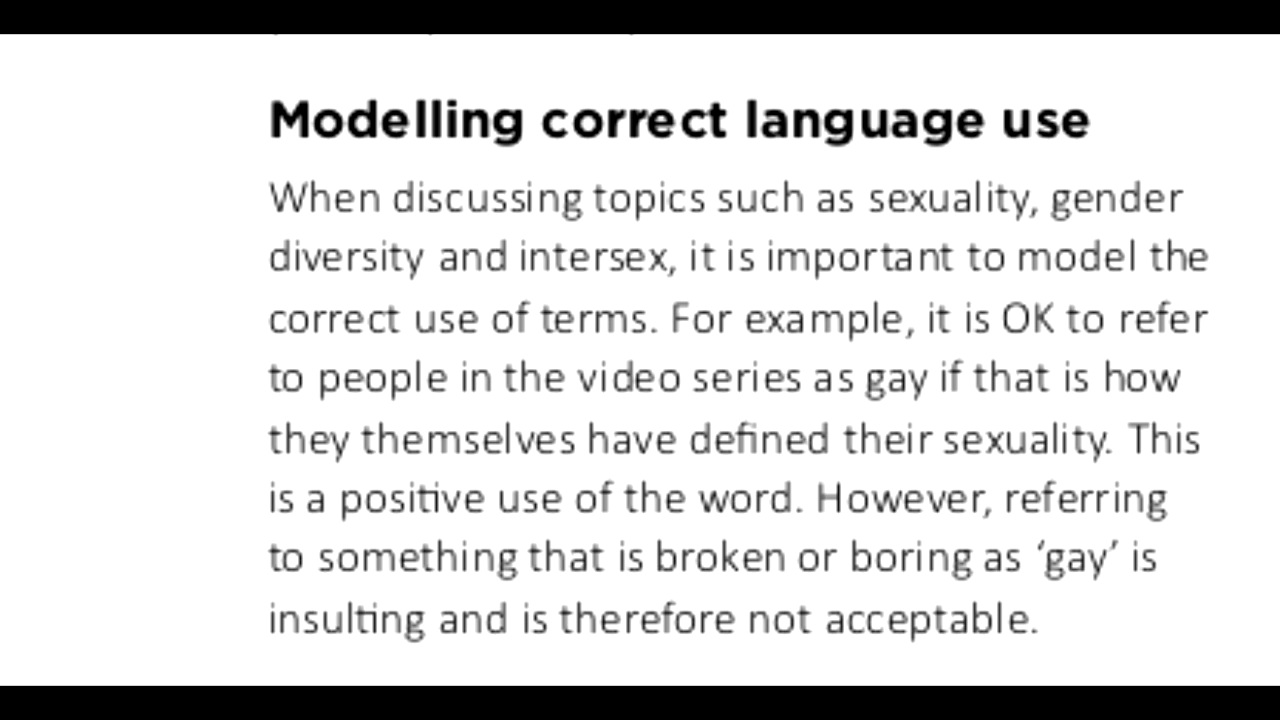 Modelling correct language use
When discussing topics such as sexuality, gender
diversity and intersex, it is important to model the
correct use of terms. For example, it is OK to refer
to people in the video series as gay if that is how
they themselves have defined their sexuality. This
is a positive use of the word. However, referring
to something that is broken or boring as ‘gay’ is
insulting and is therefore not acceptable.